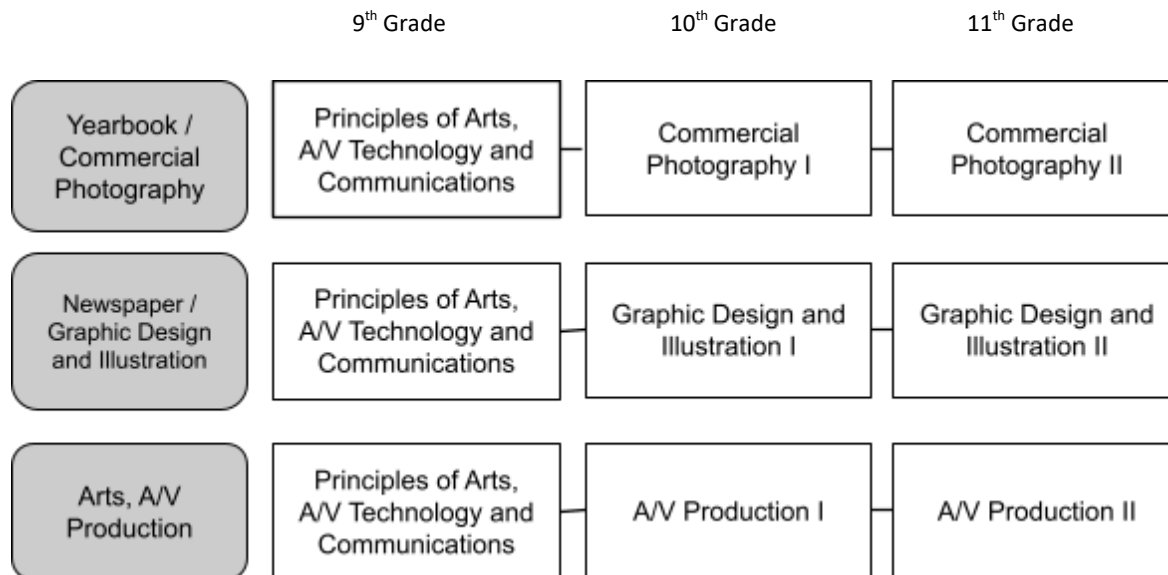 9th Grade
10th Grade
11th Grade
Yearbook /
Commercial
Photography
Principles of Arts,
A/V Technology and
Communications
Commercial
Photography I
Commercial
Photography II
Newspaper /
Graphic Design
and Illustration
Principles of Arts,
A/V Technology and
Communications
Graphic Design and
Illustration I
Graphic Design and
Illustration II
Arts, A/V
Production
Principles of Arts,
A/V Technology and
Communications
A/V Production I
A/V Production II